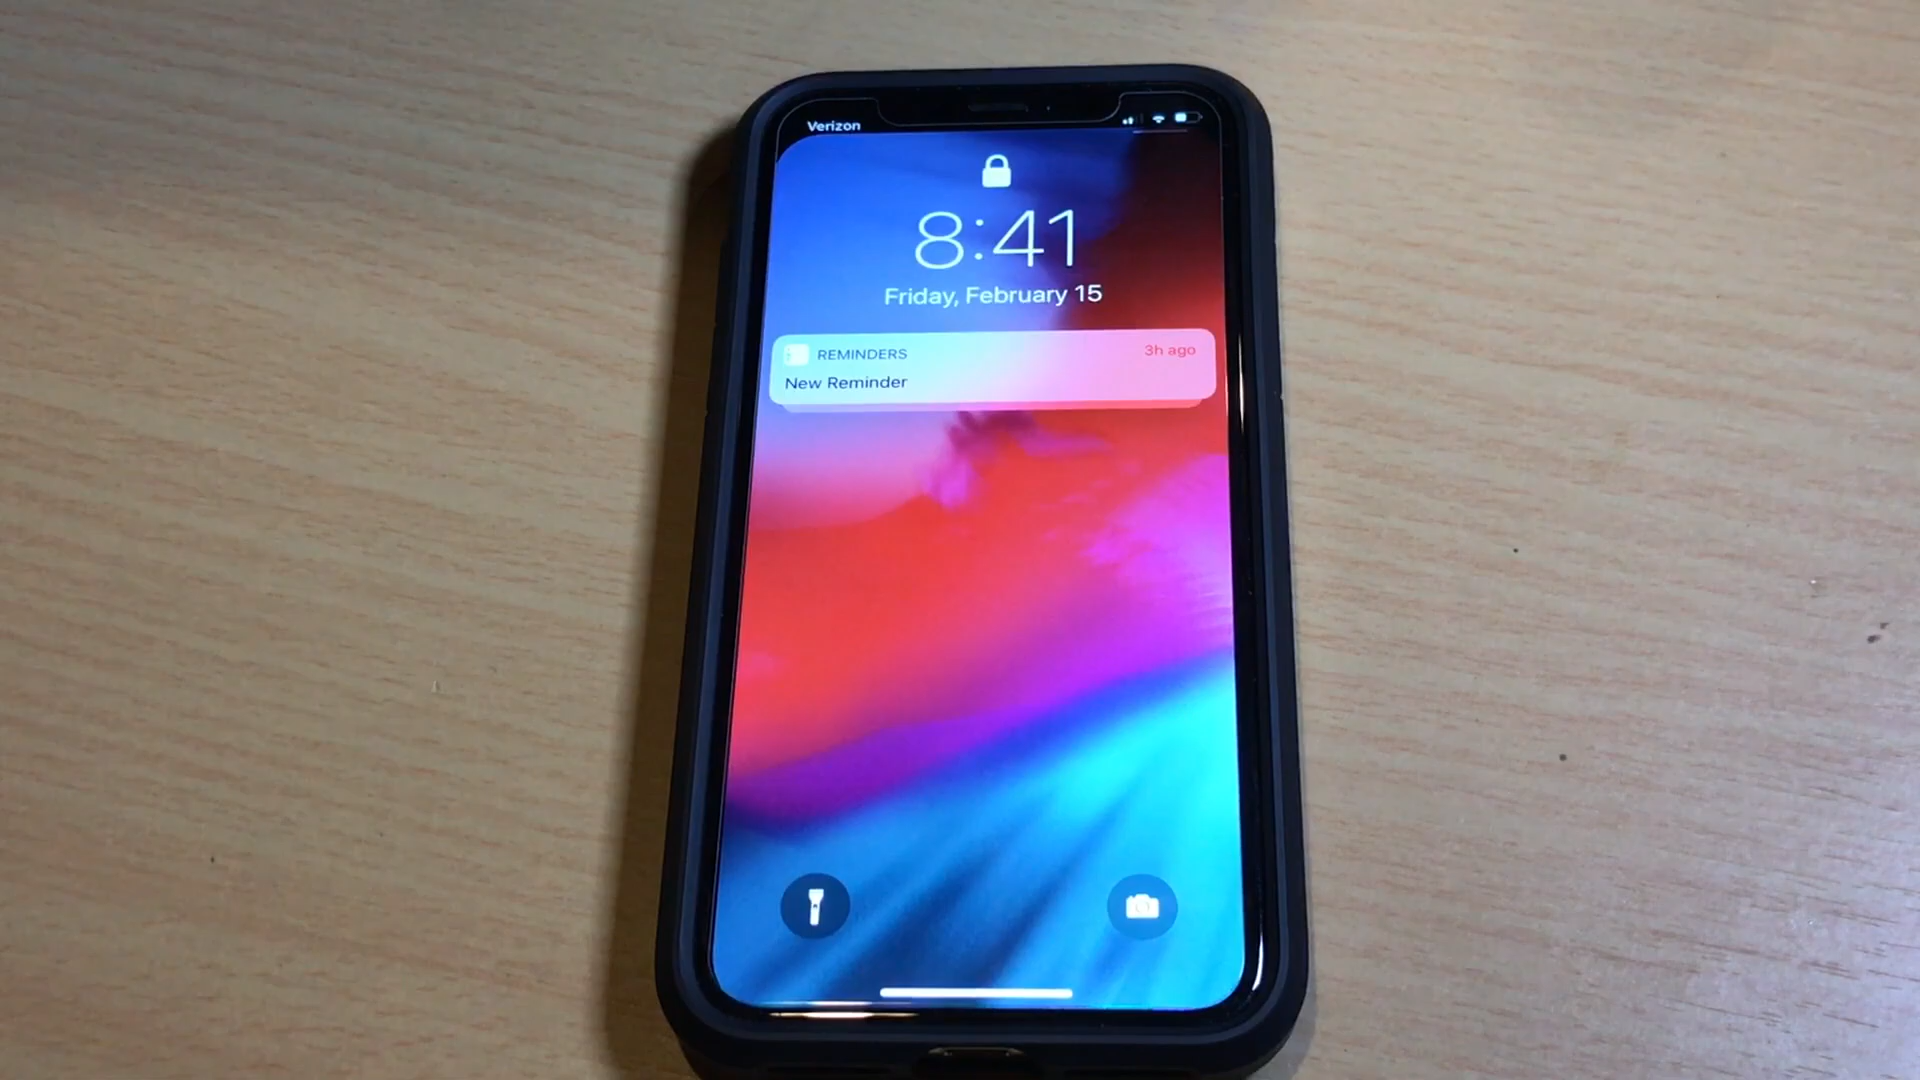 Verizon
8:41
Friday, February 15
REMINDERS 3h ago
New Reminder